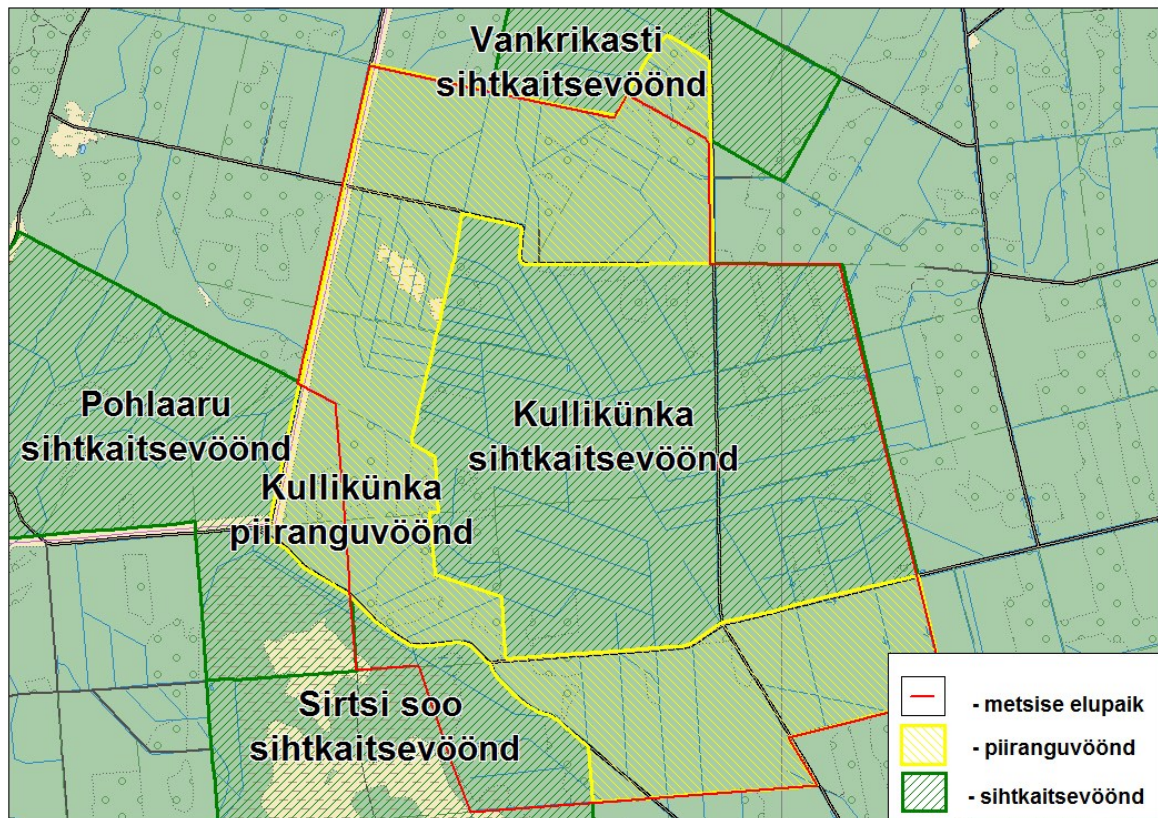 Vankrikasti
sihtkaitsevöönd
Pohlaaru
sihtkaitsevöönd
Kullikünka
sihtkaitsevöönd
Kullikünka
piiranguvöönd
Sirtsi soo
sihtkaitsevöönd
- metsise elupaik
- piiranguvöönd
- sihtkaitsevöönd